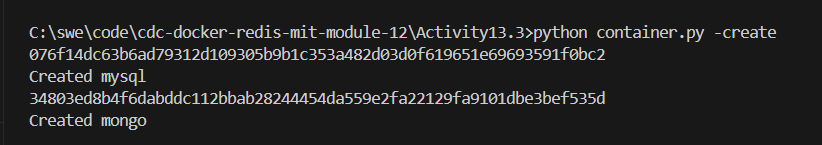 C:\swe\code\cdc-docker-redis-mit-module-12\Activity13.3>python container.py -create
076f14dc63b6ad79312d109305b9b1c353a482d03d0f619651e69693591f0bc2
Created mysql
34803ed8b4f6dabddc112bbab28244454da559e2fa22129fa9101dbe3bef535d
Created mongo